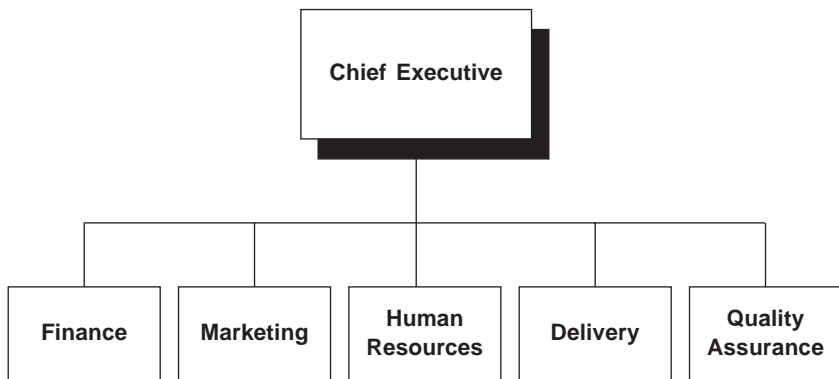 Chief Executive
Finance
Marketing
Human
Resources
Delivery
Quality
Assurance